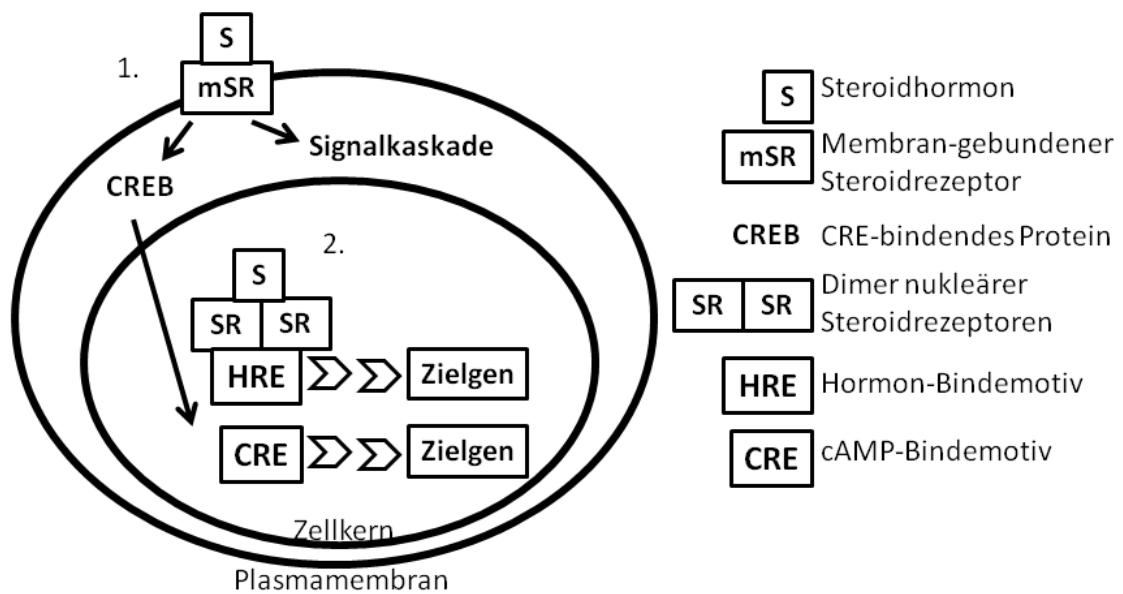 S
1.
mSR
Signalkaskade
CREB
2.
S
SR SR
HRE Zielgen
CRE Zielgen
Zellkern
Plasmamembran
S Steroidhormon
mSR Membran-gebundener
Steroidrezeptor
CREB CRE-bindendes Protein
SR SR Dimer nukleärer
Steroidrezeptoren
HRE Hormon-Bindemotiv
CRE cAMP-Bindemotiv